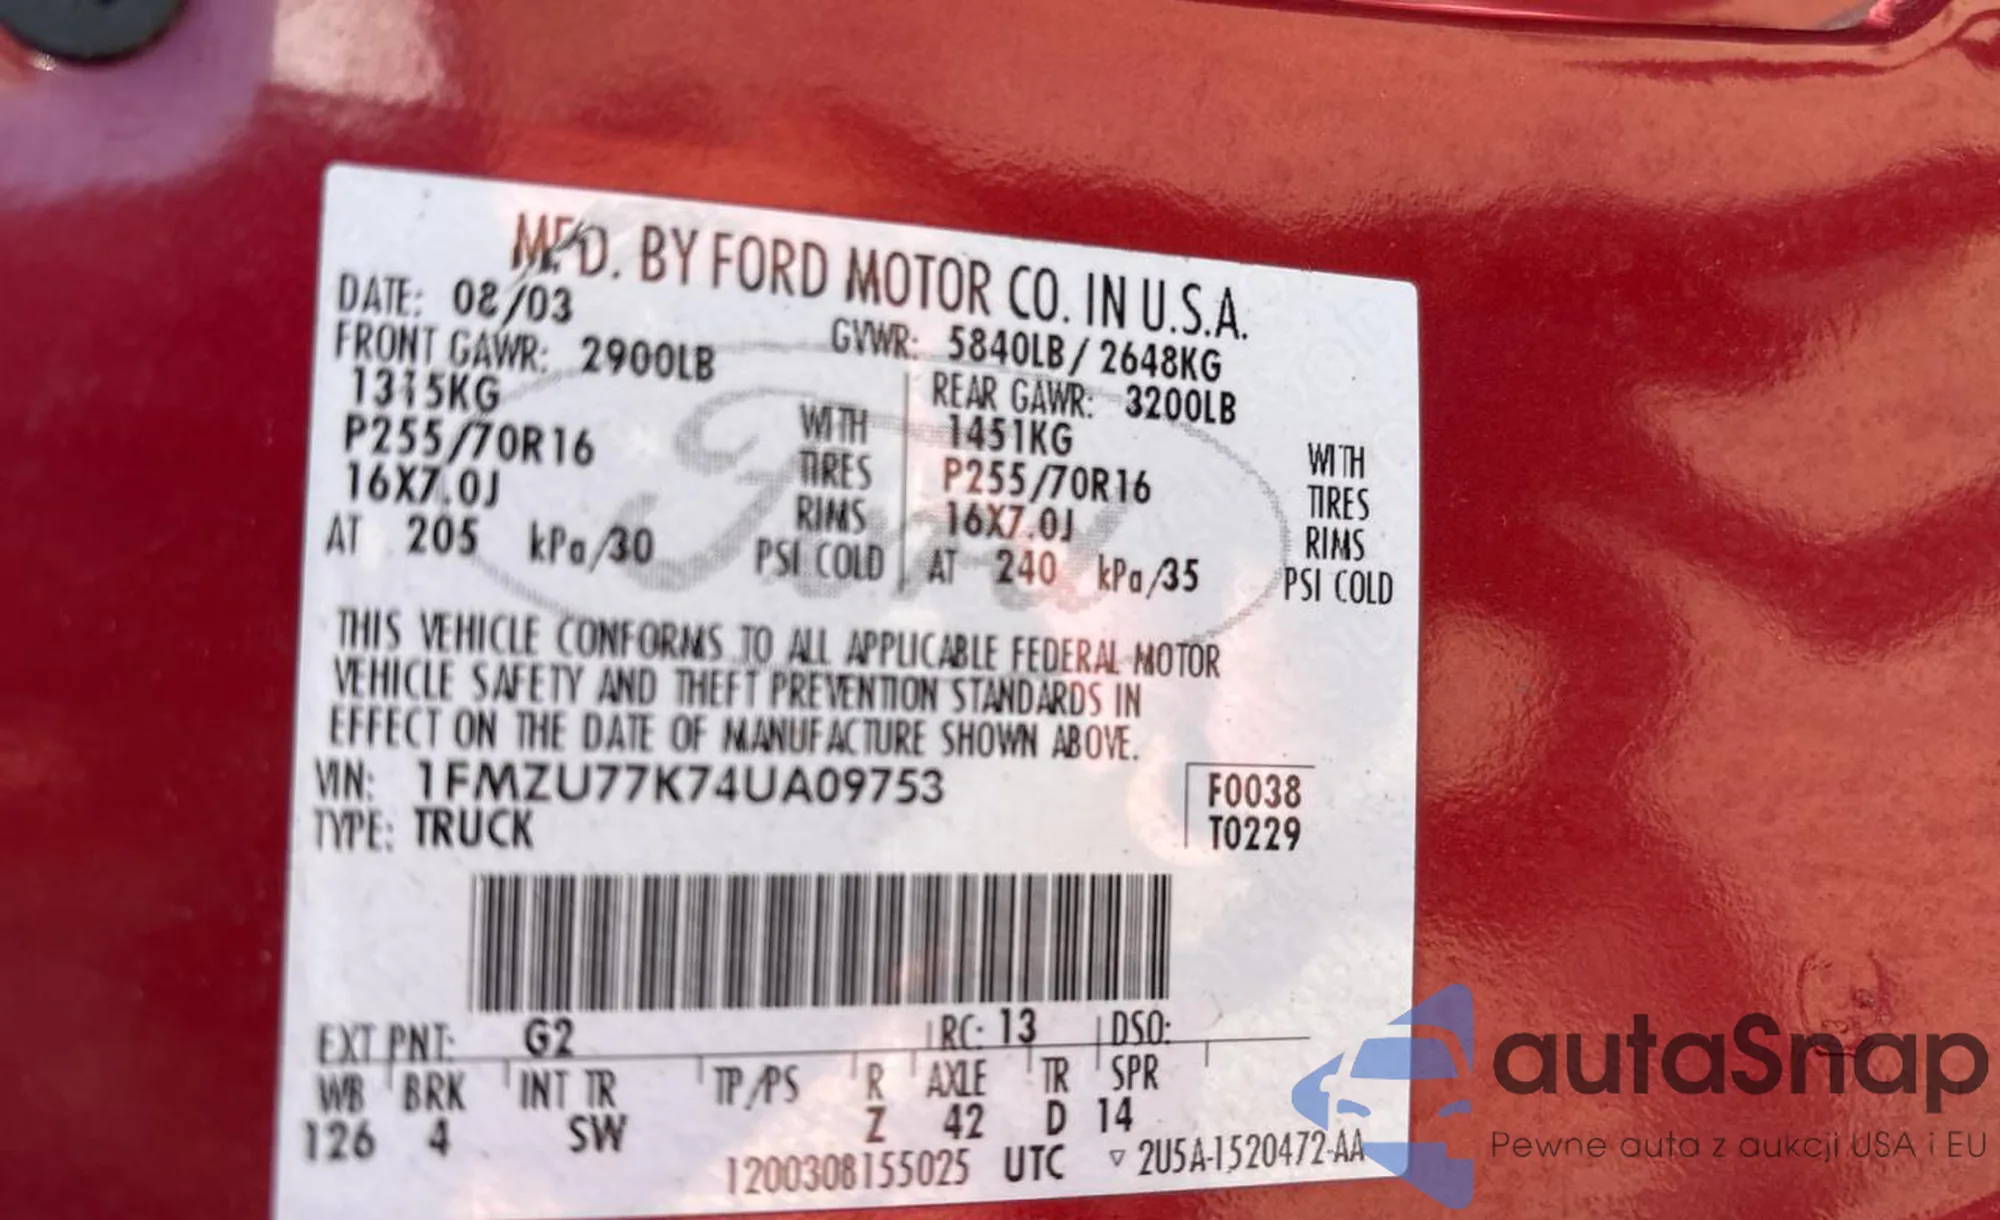 MFD. BY FORD MOTOR CO. IN U.S.A.
DATE: 08/03 GVWR: 5840LB/ 2648KG
FRONT GAWR: 2900LB REAR GAWR: 3200LB
1315KG WITH 1451KG WITH
P255/70R16 TIRES P255/70R16 TIRES
16X7.0J RIMS 16X7.0J RIMS
AT 205 kPa/30 PSI COLD AT 240 kPa/35 PSI COLD
Ford
THIS VEHICLE CONFORMS TO ALL APPLICABLE FEDERAL MOTOR
VEHICLE SAFETY AND THEFT PREVENTION STANDARDS IN
EFFECT ON THE DATE OF MANUFACTURE SHOWN ABOVE.
VIN: 1FMZU77K74UA09753 F0038
TYPE: TRUCK T0229
EXT PNT: G2 RC: 13 DSO:
WB BRK INT TR TP/PS R AXLE TR SPR
126 4 SW Z 42 D 14
1200308155025 UTC ▽ 2U5A-1520472-AA
autaSnap
Pewne auta z aukcji USA i EU